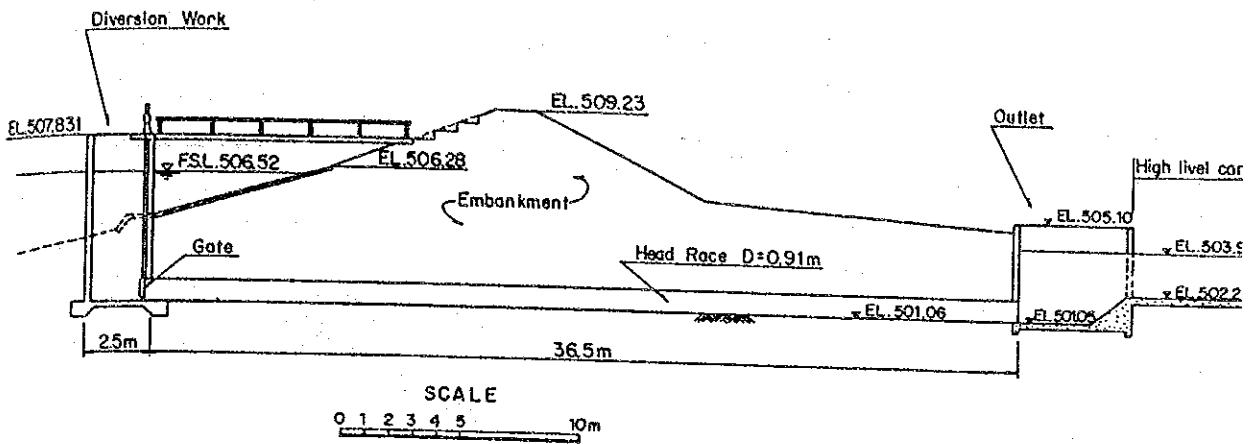 Diversion Work
EL.507.831
EL.509.23
Outlet
F.S.L.506.52
EL.506.28
High livel can
Embankment
EL.505.10
Gate
Head Race D=0.91m
EL.503.9
EL.502.2
EL.501.06
EL.501.05
2.5m
36.5m
SCALE
0 1 2 3 4 5 10m